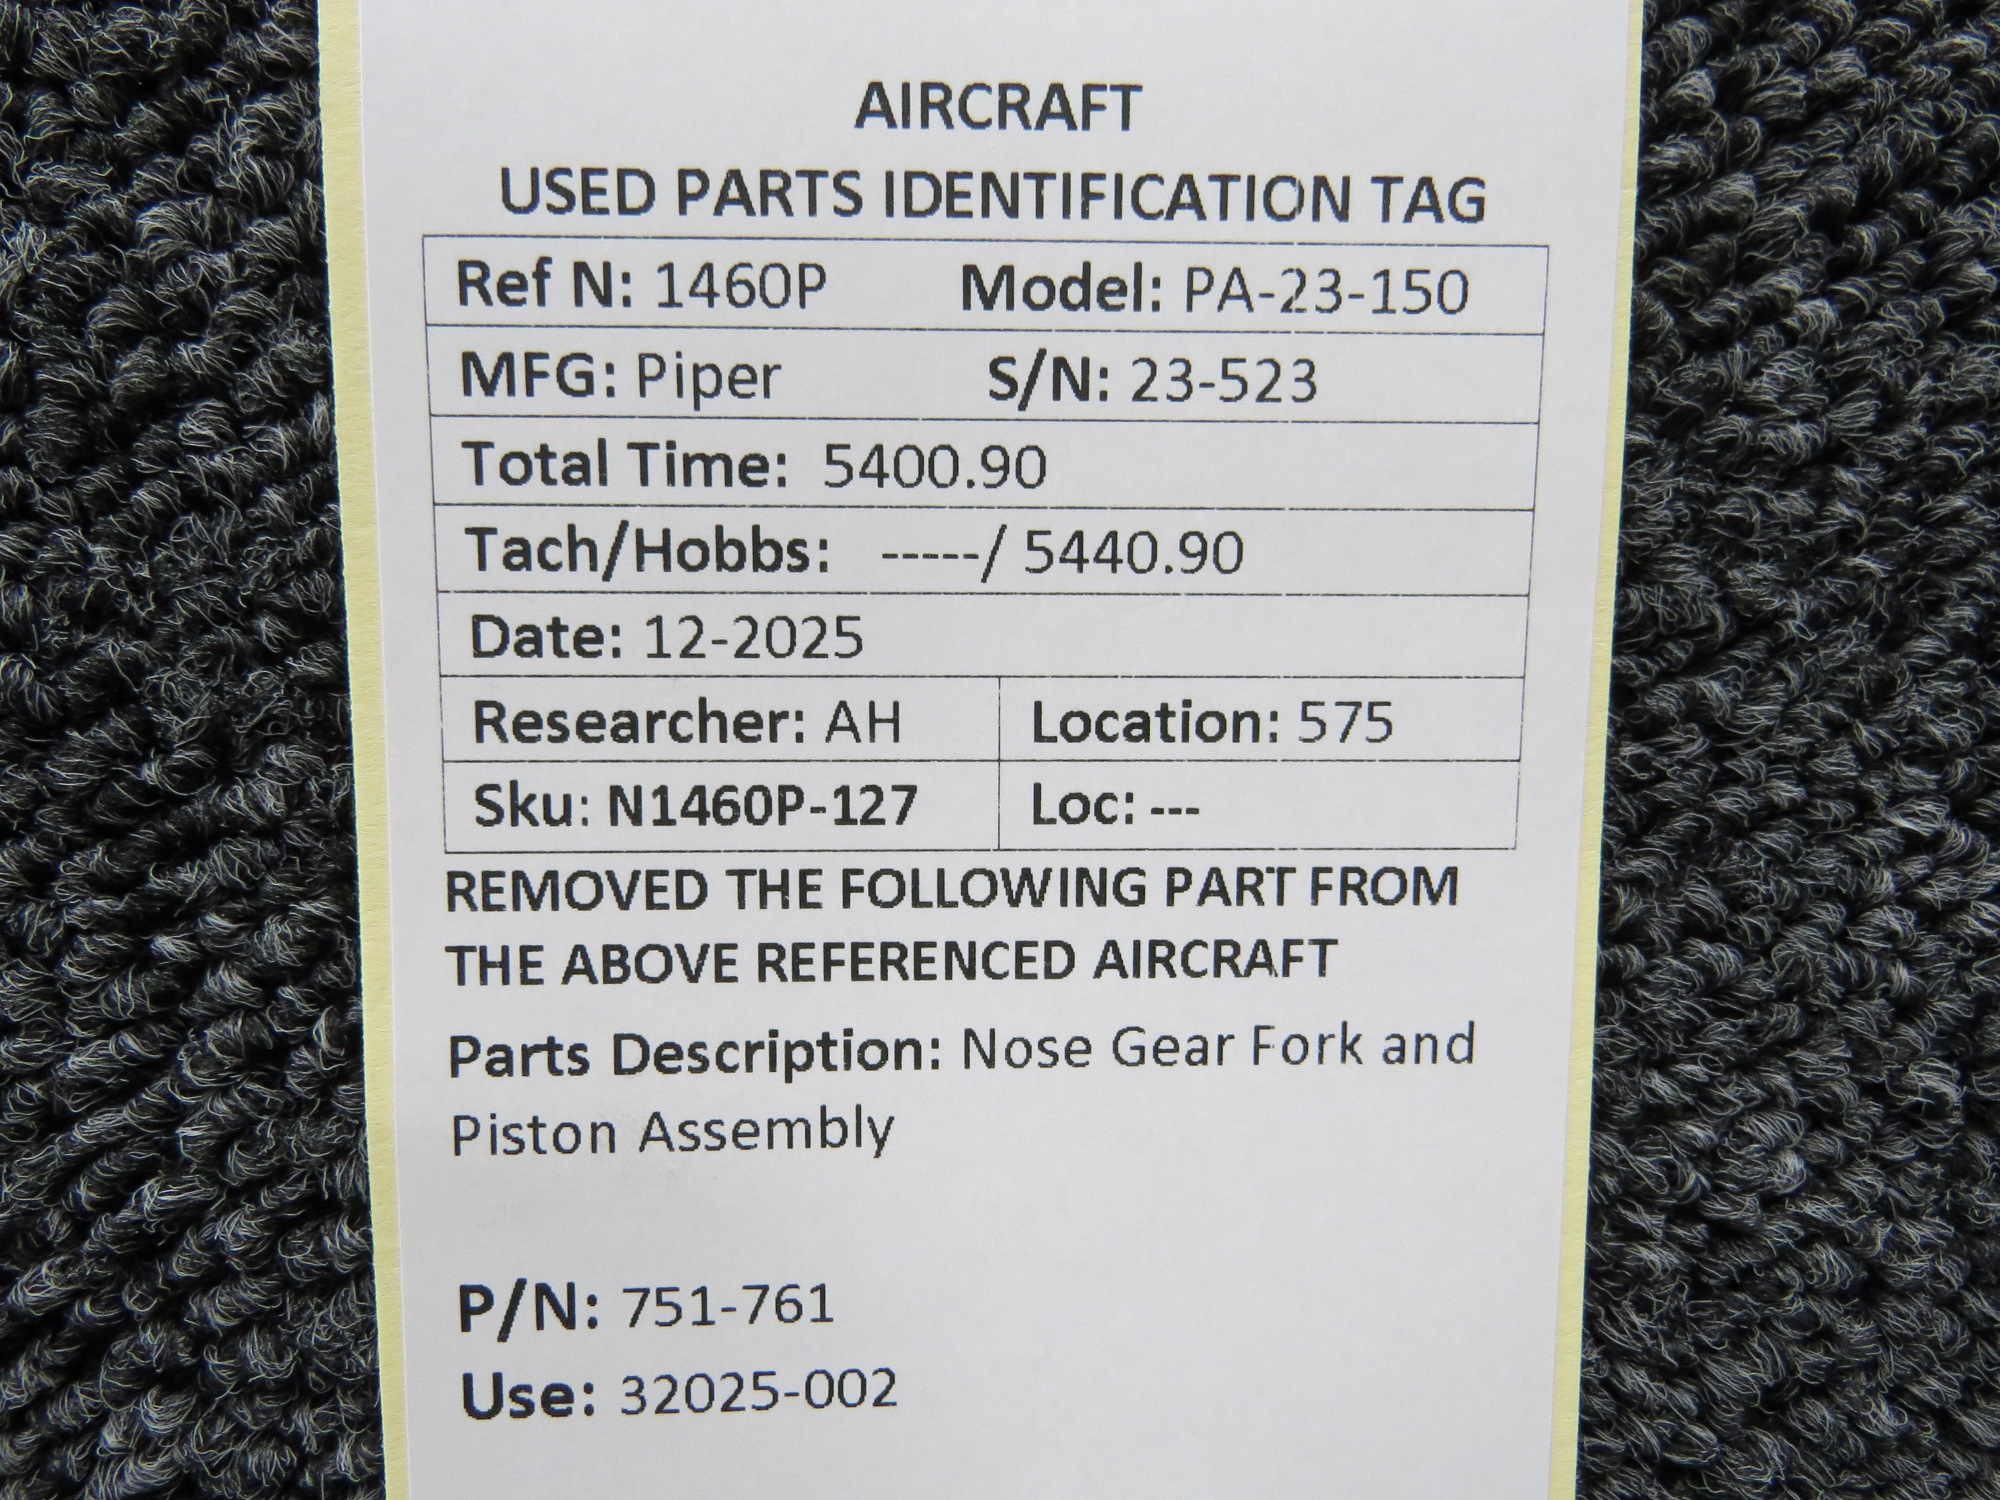 AIRCRAFT
USED PARTS IDENTIFICATION TAG
Ref N: 1460P Model: PA-23-150
MFG: Piper S/N: 23-523
Total Time: 5400.90
Tach/Hobbs: -----/ 5440.90
Date: 12-2025
Researcher: AH Location: 575
Sku: N1460P-127 Loc: ---
REMOVED THE FOLLOWING PART FROM
THE ABOVE REFERENCED AIRCRAFT
Parts Description: Nose Gear Fork and
Piston Assembly
P/N: 751-761
Use: 32025-002